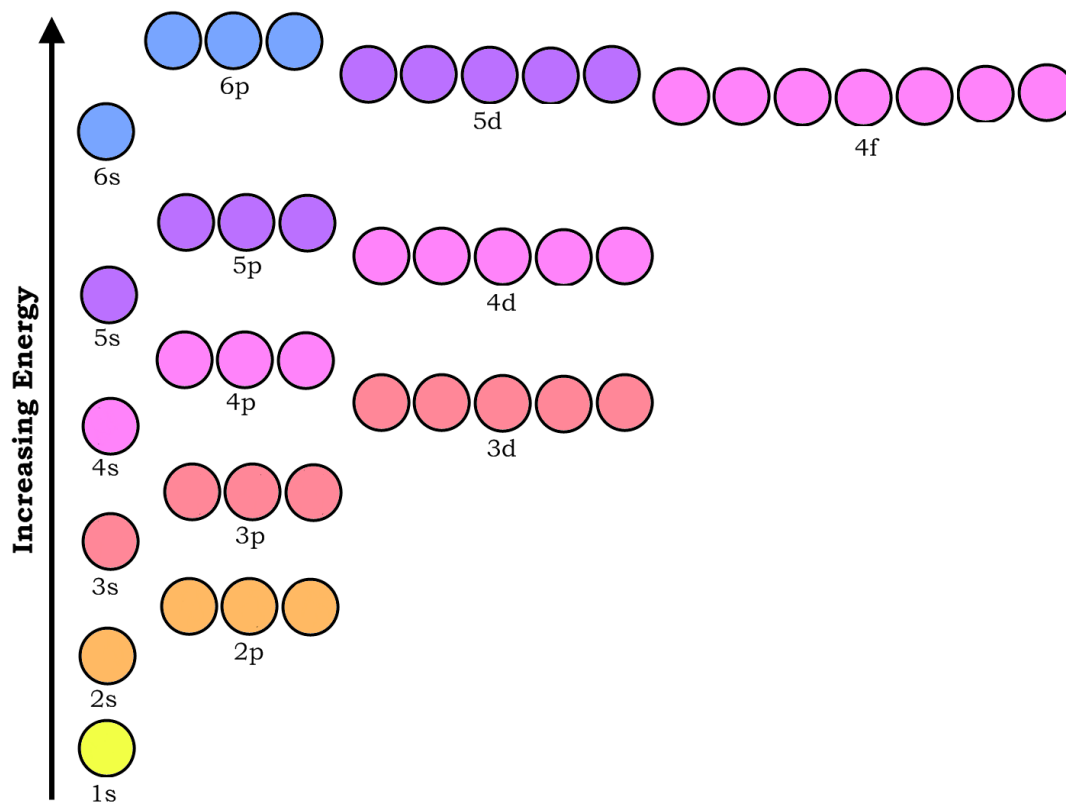 6p
5d
4f
6s
5p
4d
5s
4p
3d
4s
3p
3s
2p
2s
1s
Increasing Energy